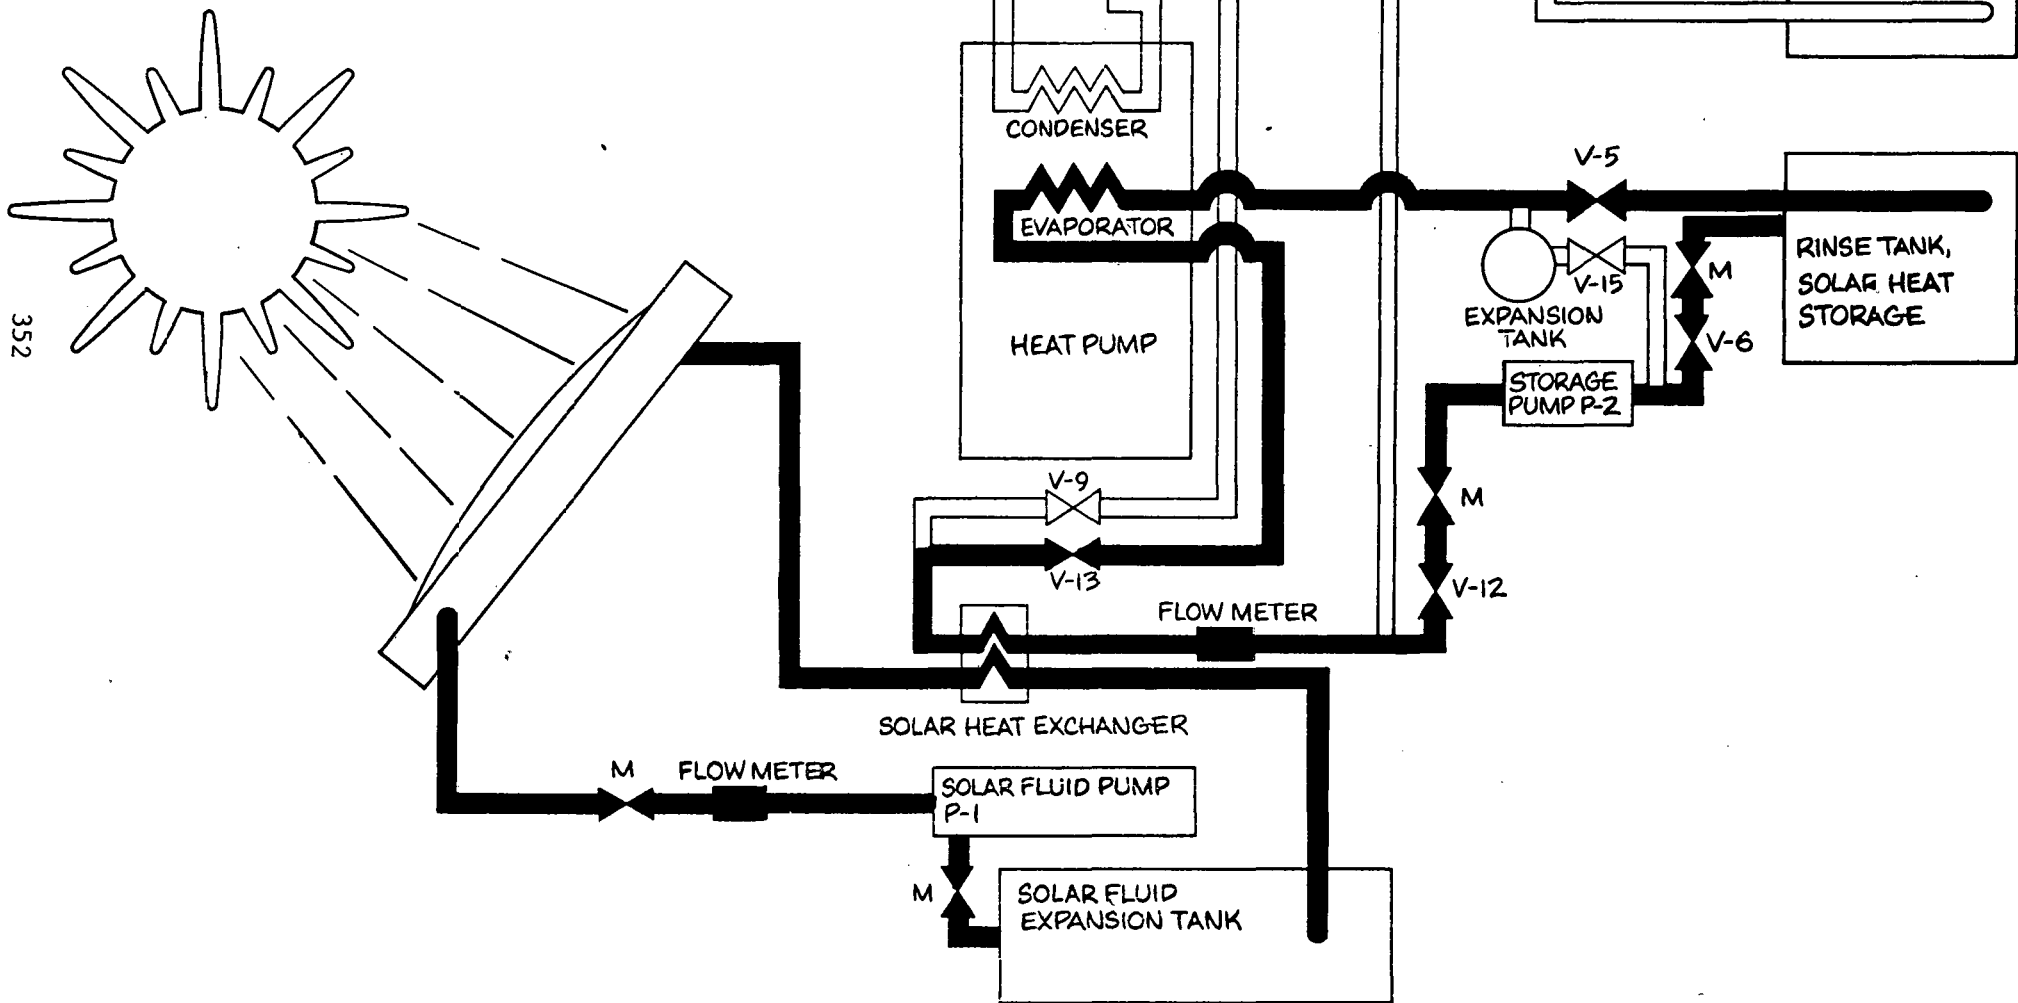 CONDENSER
V-5
EVAPORATOR
RINSE TANK,
SOLAR HEAT
STORAGE
M
V-15
EXPANSION
TANK
HEAT PUMP
V-6
352
STORAGE
PUMP P-2
V-9
M
V-13
V-12
FLOW METER
SOLAR HEAT EXCHANGER
M
FLOW METER
SOLAR FLUID PUMP
P-1
M
SOLAR FLUID
EXPANSION TANK